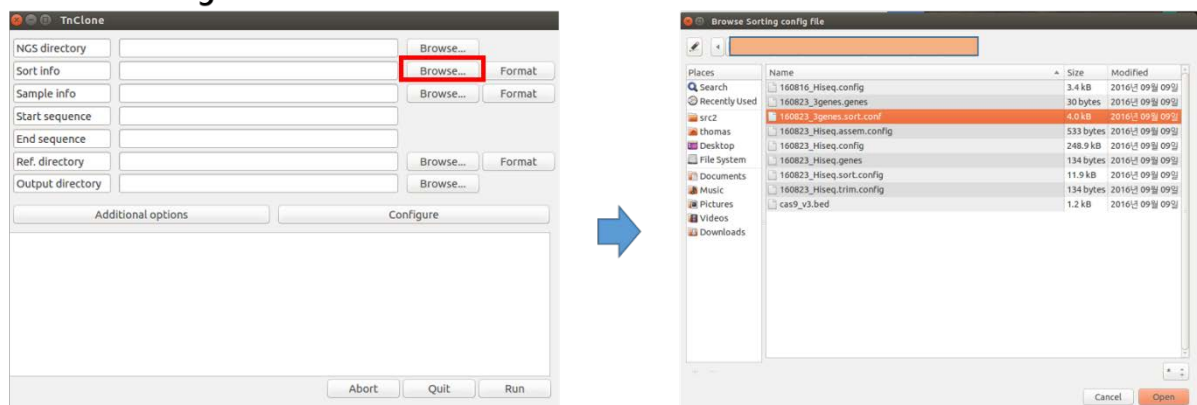 TnClone
NGS directory Browse...
Sort info Browse... Format
Sample info Browse... Format
Start sequence
End sequence
Ref. directory Browse... Format
Output directory Browse...
Additional options Configure
Abort Quit Run
Browse Sorting config file
Places Name Size Modified
Search 160816_Hiseq.config 3.4 kB 2016년 09월 09일
Recently Used 160823_3genes.genes 30 bytes 2016년 09월 09일
src2 160823_3genes.sort.conf 4.0 kB 2016년 09월 09일
thomas 160823_Hiseq.assem.config 533 bytes 2016년 09월 09일
Desktop 160823_Hiseq.config 248.9 kB 2016년 09월 09일
File System 160823_Hiseq.genes 134 bytes 2016년 09월 09일
Documents 160823_Hiseq.sort.config 11.9 kB 2016년 09월 09일
Music 160823_Hiseq.trim.config 134 bytes 2016년 09월 09일
Pictures cas9_v3.bed 1.2 kB 2016년 09월 09일
Videos
Downloads
Cancel Open